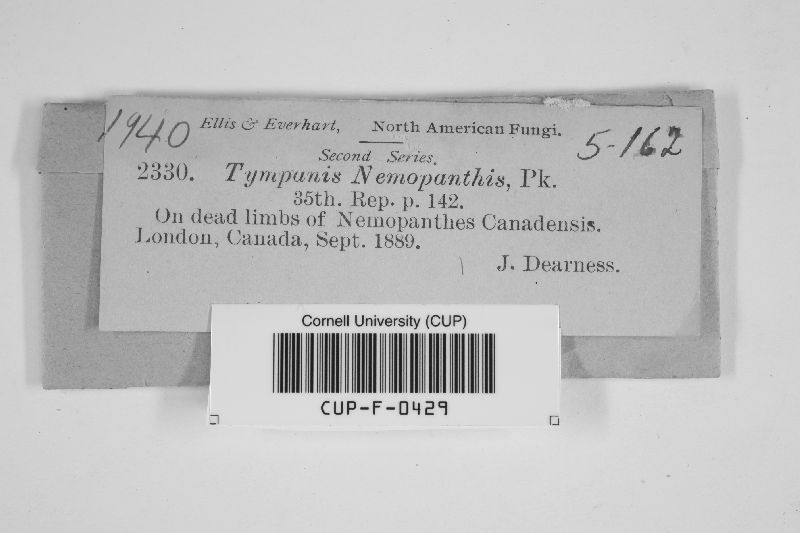 1940 Ellis & Everhart, North American Fungi. 5-162
Second Series.
2330. Tympanis Nemopanthis, Pk.
35th. Rep. p. 142.
On dead limbs of Nemopanthes Canadensis.
London, Canada, Sept. 1889.
J. Dearness.
Cornell University (CUP)
CUP-F-0429